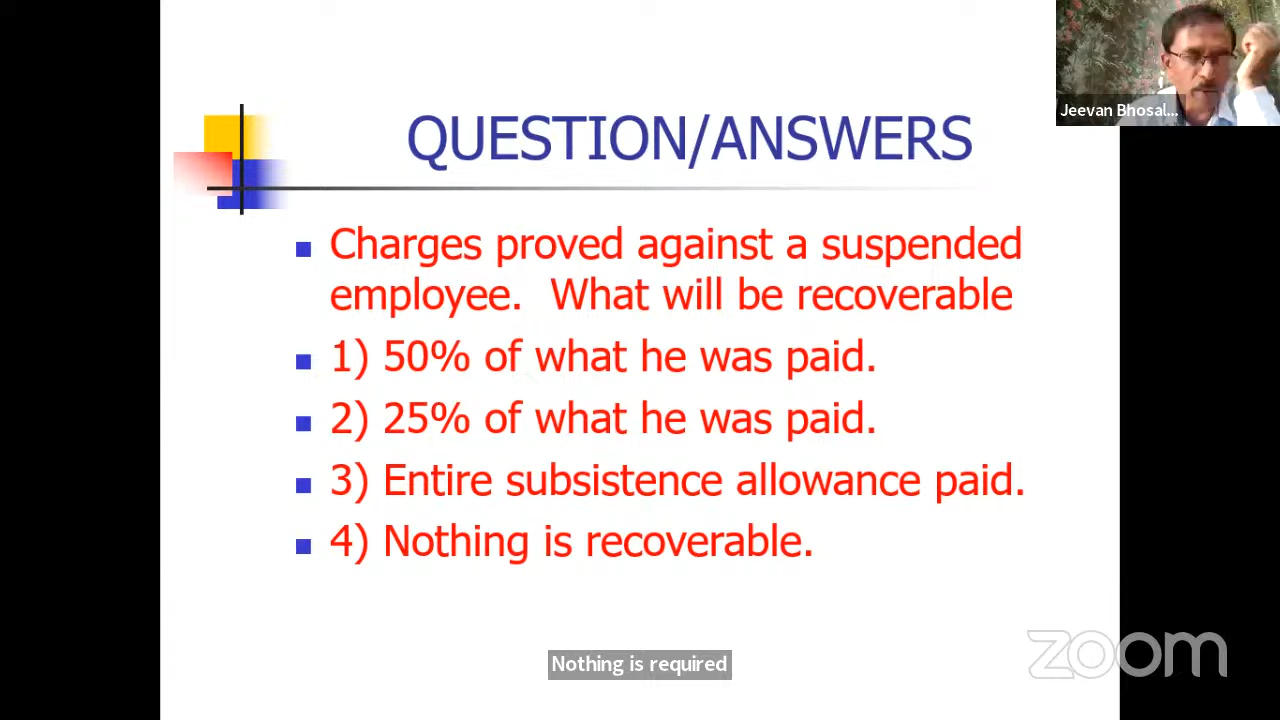 Jeevan Bhosal...
QUESTION/ANSWERS
Charges proved against a suspended
employee. What will be recoverable
1) 50% of what he was paid.
2) 25% of what he was paid.
3) Entire subsistence allowance paid.
4) Nothing is recoverable.
Nothing is required
zoom